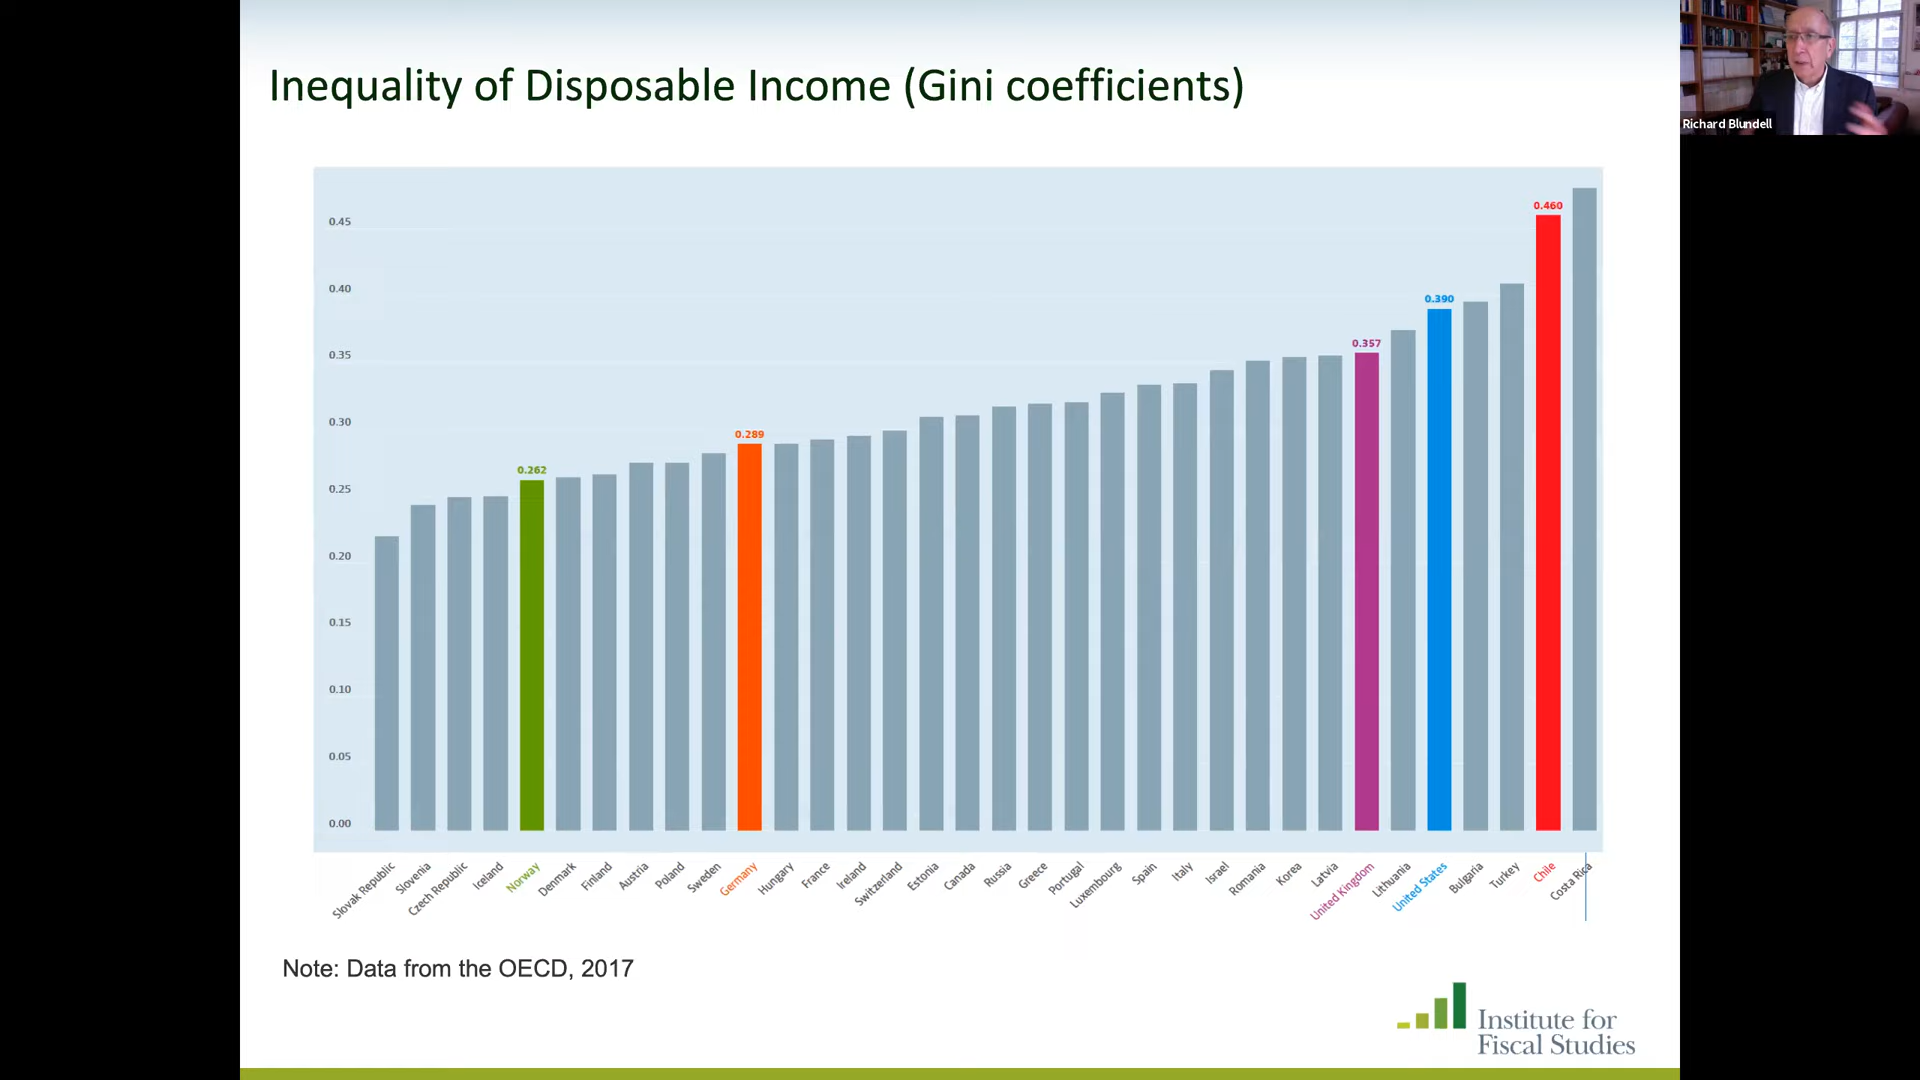 Inequality of Disposable Income (Gini coefficients)
Richard Blundell
0.45
0.40
0.35
0.30
0.25
0.20
0.15
0.10
0.05
0.00
0.262
0.289
0.357
0.390
0.460
Slovak Republic
Slovenia
Czech Republic
Iceland
Norway
Denmark
Finland
Austria
Poland
Sweden
Germany
Hungary
France
Ireland
Switzerland
Estonia
Canada
Russia
Greece
Portugal
Luxembourg
Spain
Italy
Israel
Romania
Korea
Latvia
United Kingdom
Lithuania
United States
Bulgaria
Turkey
Chile
Costa Rica
Note: Data from the OECD, 2017
Institute for
Fiscal Studies